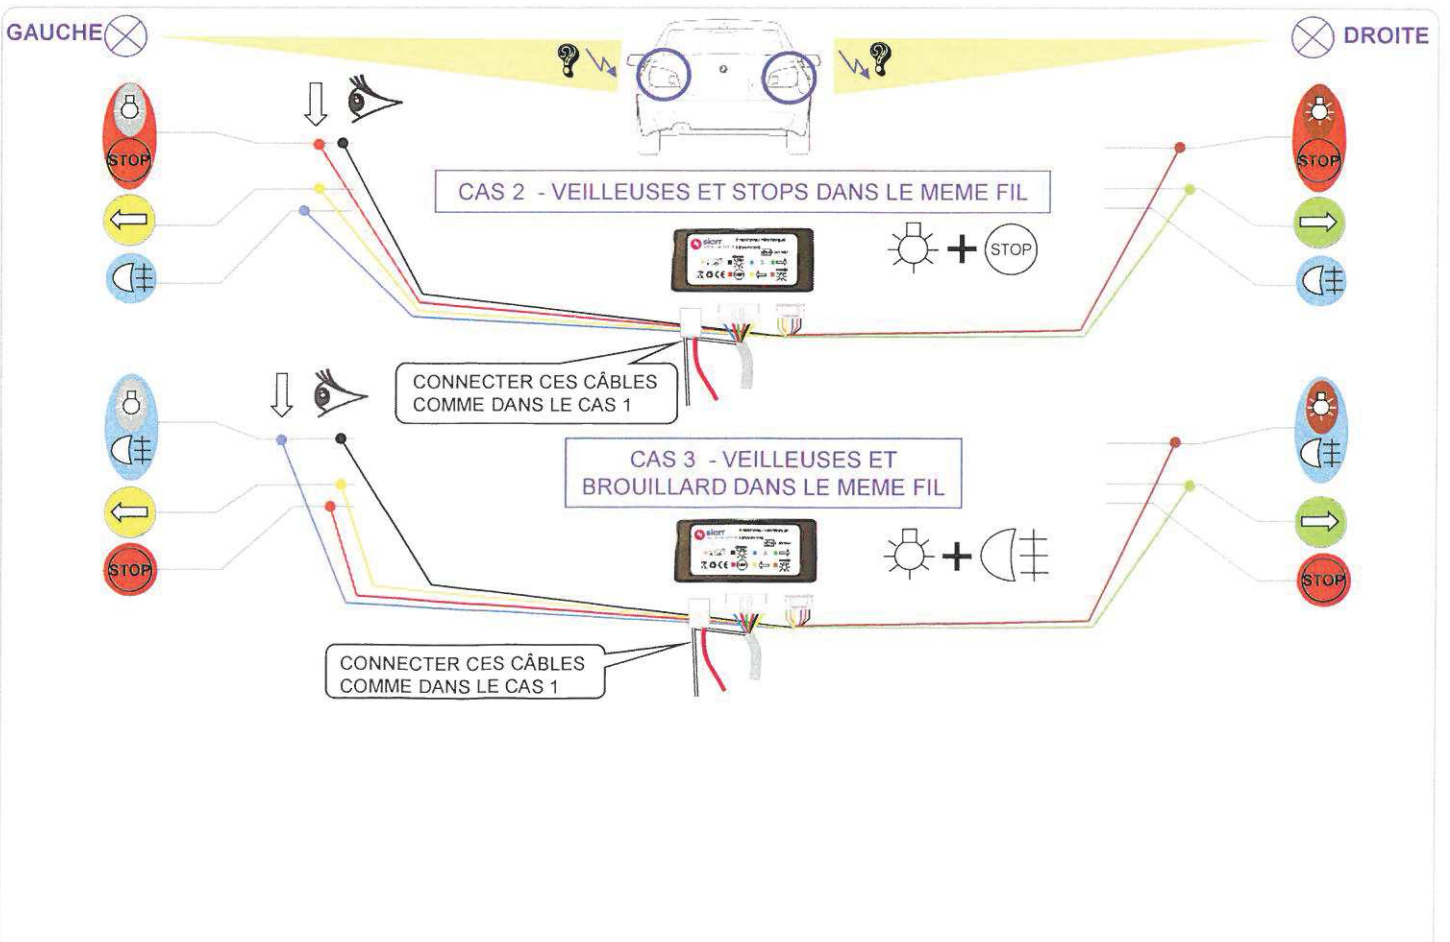 GAUCHE
DROITE
STOP
STOP
CAS 2 - VEILLEUSES ET STOPS DANS LE MEME FIL
siarr
STOP
CONNECTER CES CÂBLES
COMME DANS LE CAS 1
CAS 3 - VEILLEUSES ET
BROUILLARD DANS LE MEME FIL
siarr
STOP
STOP
CONNECTER CES CÂBLES
COMME DANS LE CAS 1